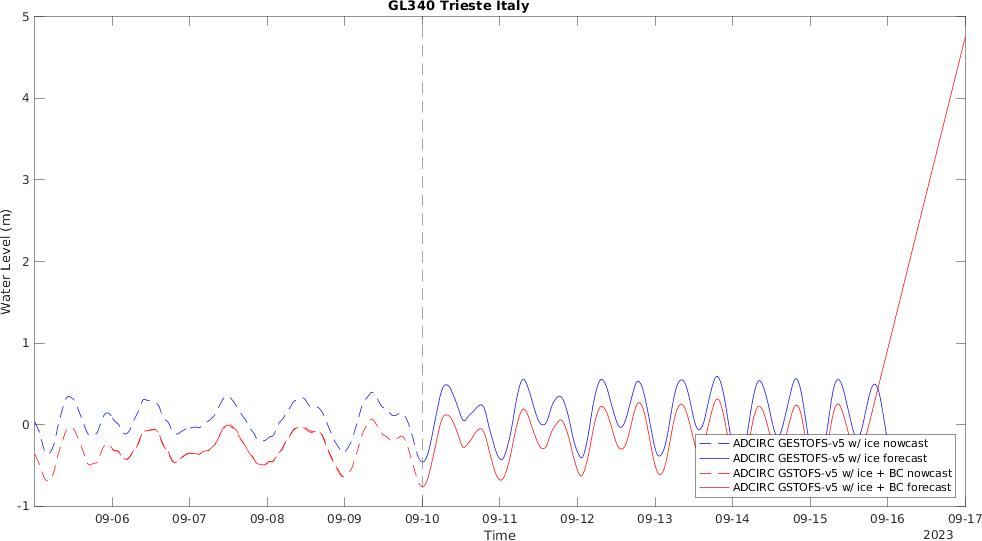 GL340 Trieste Italy
5
4
3
2
1
0
-1
Water Level (m)
ADCIRC GESTOFS-v5 w/ ice nowcast
ADCIRC GESTOFS-v5 w/ ice forecast
ADCIRC GSTOFS-v5 w/ ice + BC nowcast
ADCIRC GSTOFS-v5 w/ ice + BC forecast
09-06 09-07 09-08 09-09 09-10 09-11 09-12 09-13 09-14 09-15 09-16 09-17
Time
2023